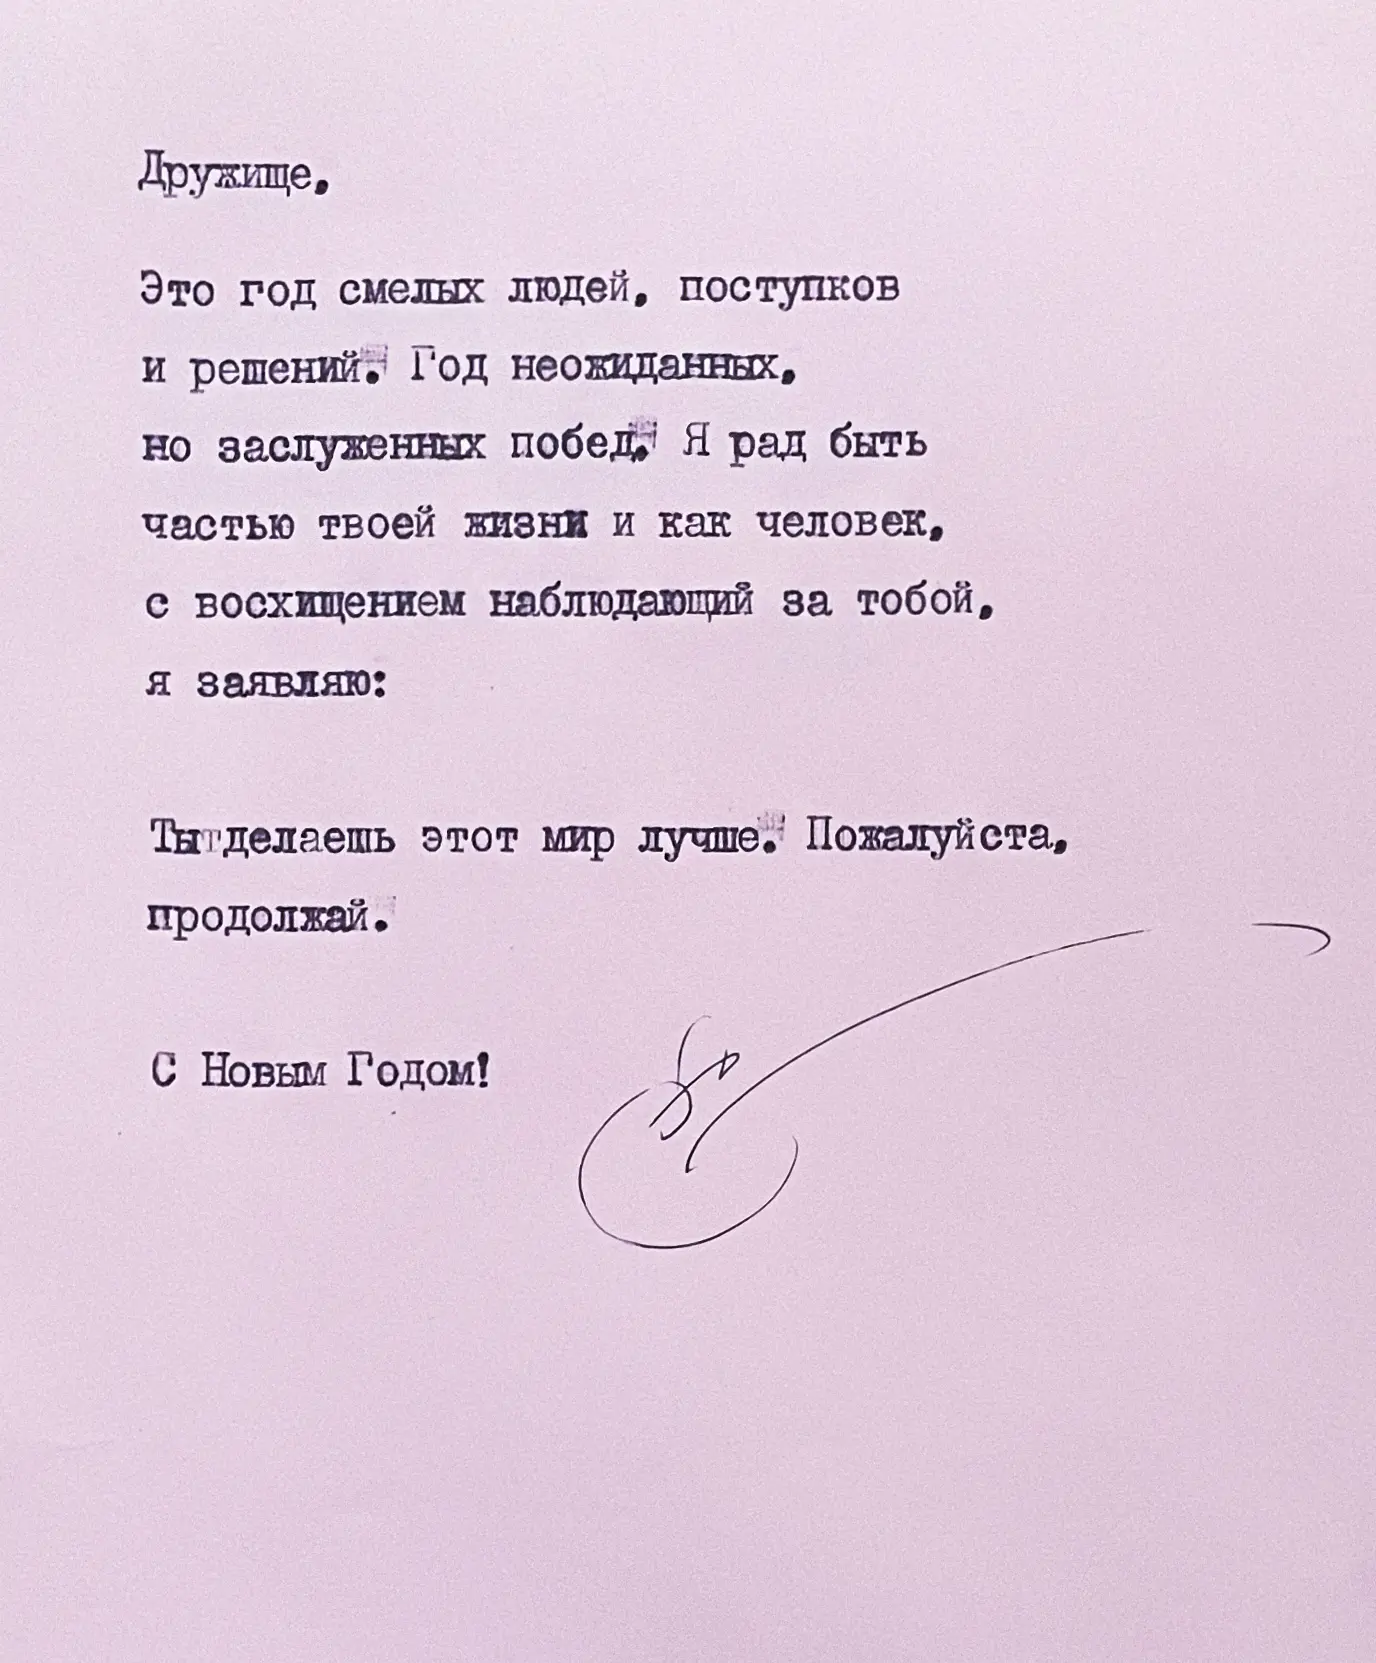 Дружище,
Это год смелых людей, поступков
и решений. Год неожиданных,
но заслуженных побед. Я рад быть
частью твоей жизни и как человек,
с восхищением наблюдающий за тобой,
я заявляю:
Ты делаешь этот мир лучше. Пожалуйста,
продолжай.
С Новым Годом!